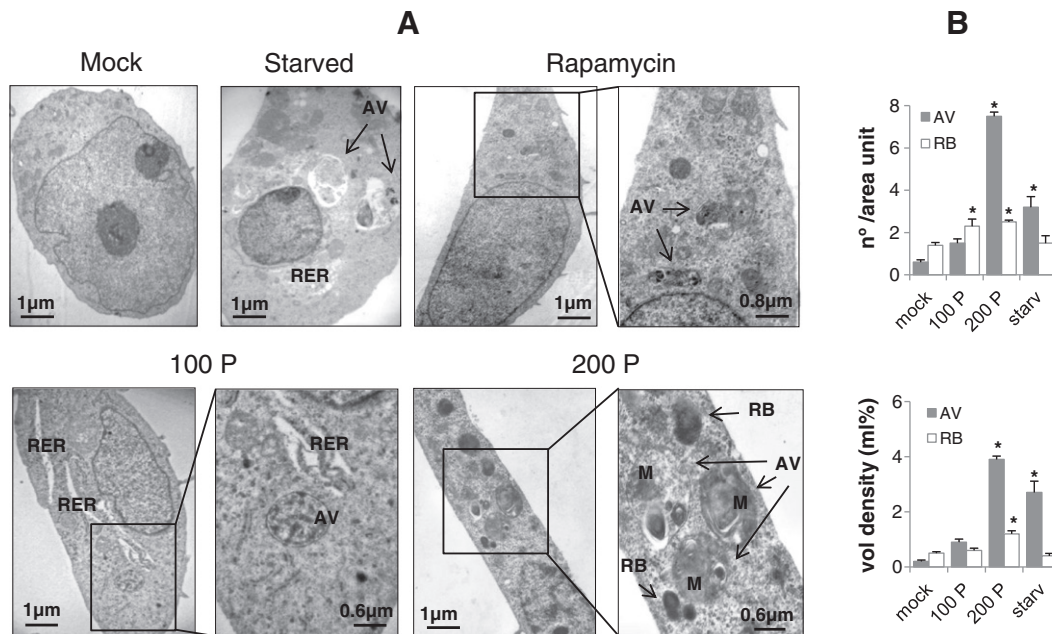 A
B
Mock
Starved
Rapamycin
AV
RER
AV
1µm
1µm
1µm
0.8µm
100 P
200 P
RER
RER
RER
AV
RB
AV
M
M
M
RB
1µm
0.6µm
1µm
0.6µm
n° /area unit
8
6
4
2
0
AV
RB
*
*
*
*
mock
100 P
200 P
starv
vol density (ml%)
6
4
2
0
AV
RB
*
*
*
mock
100 P
200 P
starv